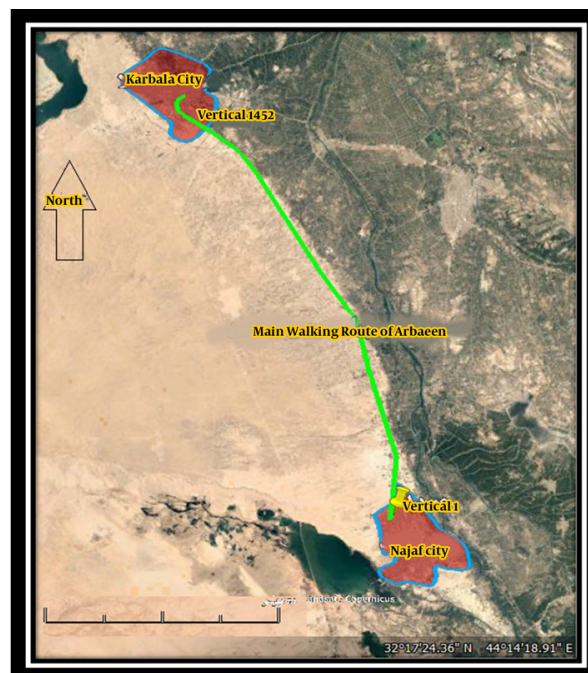 Karbala City
Vertical 1452
North
Main Walking Route of Arbaeen
Vertical 1
Najaf city
Copernicus
32°17'24.36" N 44°14'18.91" E